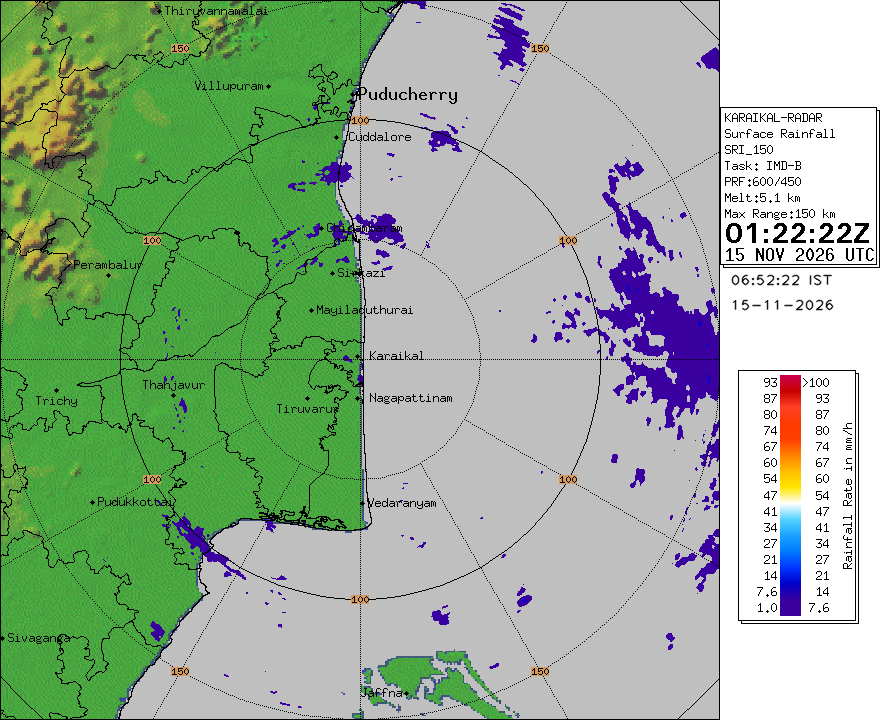 Thiruvannamalai
150
150
Villupuram
Puducherry
100
Cuddalore
Chidambaram
100
100
Perambalur
Sirkazi
Mayiladuthurai
Karaikal
Thanjavur
Trichy
Nagapattinam
Tiruvarur
100
100
Pudukkottai
Vedaranyam
100
Sivaganga
150
150
Jaffna
KARAIKAL-RADAR
Surface Rainfall
SRI_150
Task: IMD-B
PRF:600/450
Melt:5.1 km
Max Range:150 km
01:22:22Z
15 NOV 2026 UTC
06:52:22 IST
15-11-2026
93 >100
87 93
80 87
74 80
67 74
60 67
54 60
47 54
41 47
34 41
27 34
21 27
14 21
7.6 14
1.0 7.6
Rainfall Rate in mm/h